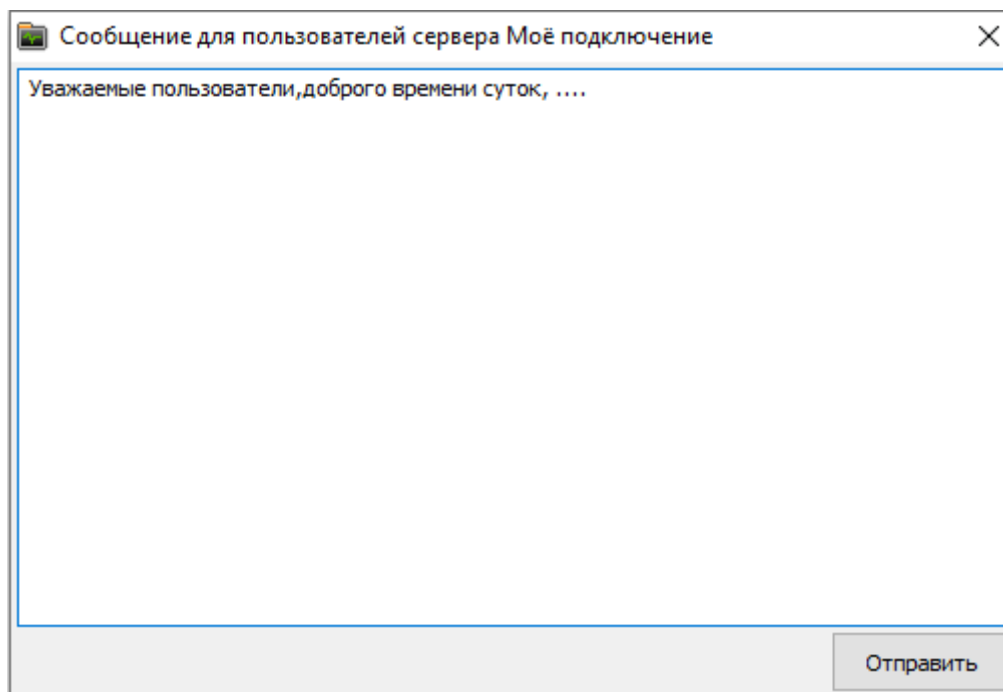 Сообщение для пользователей сервера Моё подключение
Уважаемые пользователи,доброго времени суток, ....
Отправить